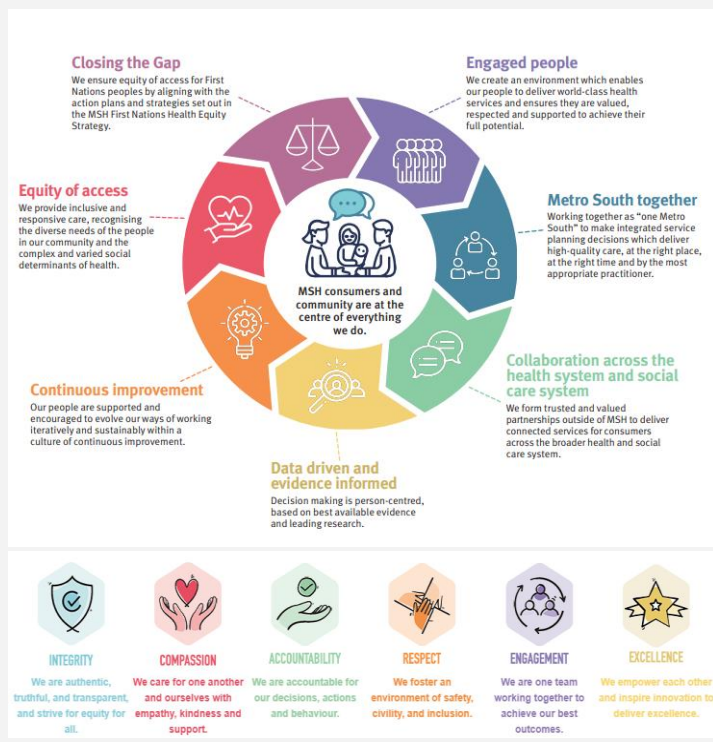 Closing the Gap
We ensure equity of access for First
Nations peoples by aligning with the
action plans and strategies set out in
the MSH First Nations Health Equity
Strategy.
Engaged people
We create an environment which enables
our people to deliver world-class health
services and ensures they are valued,
respected and supported to achieve their
full potential.
Equity of access
We provide inclusive and
responsive care, recognising
the diverse needs of the people
in our community and the
complex and varied social
determinants of health.
Metro South together
Working together as "one Metro
South" to make integrated service
planning decisions which deliver
high-quality care, at the right place,
at the right time and by the most
appropriate practitioner.
MSH consumers and
community are at the
centre of everything
we do.
Continuous improvement
Our people are supported and
encouraged to evolve our ways of working
iteratively and sustainably within a
culture of continuous improvement.
Collaboration across the
health system and social
care system
We form trusted and valued
partnerships outside of MSH to deliver
connected services for consumers
across the broader health and social
care system.
Data driven and
evidence informed
Decision making is person-centred,
based on best available evidence
and leading research.
INTEGRITY
We are authentic,
truthful, and transparent,
and strive for equity for
all.
COMPASSION
We care for one another
and ourselves with
empathy, kindness and
support.
ACCOUNTABILITY
We are accountable for
our decisions, actions
and behaviour.
RESPECT
We foster an
environment of safety,
civility, and inclusion.
ENGAGEMENT
We are one team
working together to
achieve our best
outcomes.
EXCELLENCE
We empower each other
and inspire innovation to
deliver excellence.